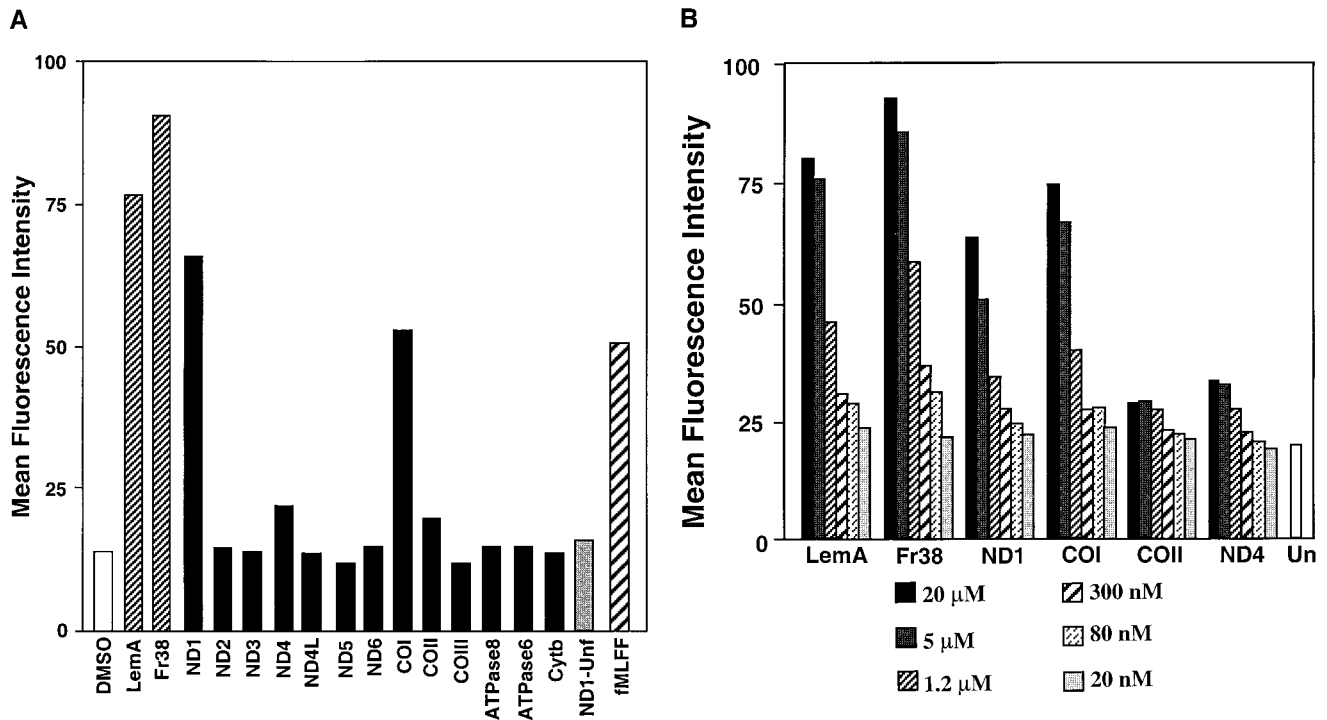 A
Mean Fluorescence Intensity
100
75
50
25
0
DMSO
LemA
Fr38
ND1
ND2
ND3
ND4
ND4L
ND5
ND6
COI
COII
COIII
ATPase8
ATPase6
Cytb
ND1-Unf
fMLFF
B
Mean Fluorescence Intensity
100
75
50
25
0
LemA Fr38 ND1 COI COII ND4 Un
20 μM
5 μM
1.2 μM
300 nM
80 nM
20 nM